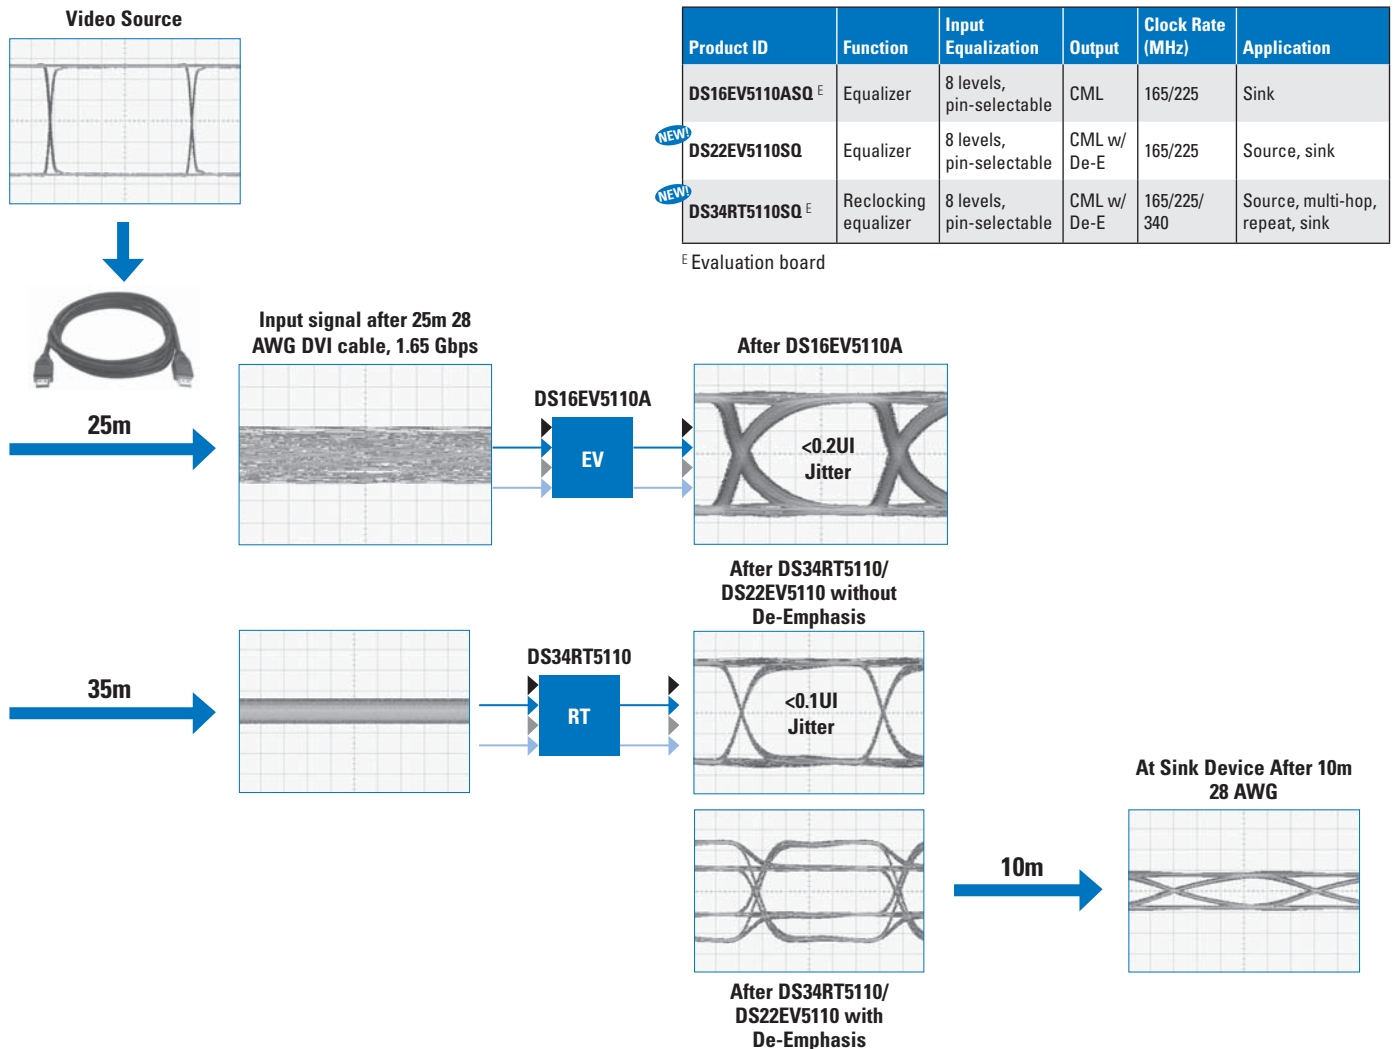 Video Source
Product ID
Function
Input
Equalization
Output
Clock Rate
(MHz)
Application
DS16EV5110ASQ E
Equalizer
8 levels,
pin-selectable
CML
165/225
Sink
NEW!
DS22EV5110SQ
Equalizer
8 levels,
pin-selectable
CML w/
De-E
165/225
Source, sink
NEW!
DS34RT5110SQ E
Reclocking
equalizer
8 levels,
pin-selectable
CML w/
De-E
165/225/
340
Source, multi-hop,
repeat, sink
E Evaluation board
25m
Input signal after 25m 28
AWG DVI cable, 1.65 Gbps
DS16EV5110A
EV
After DS16EV5110A
<0.2UI
Jitter
35m
DS34RT5110
RT
After DS34RT5110/
DS22EV5110 without
De-Emphasis
<0.1UI
Jitter
After DS34RT5110/
DS22EV5110 with
De-Emphasis
10m
At Sink Device After 10m
28 AWG